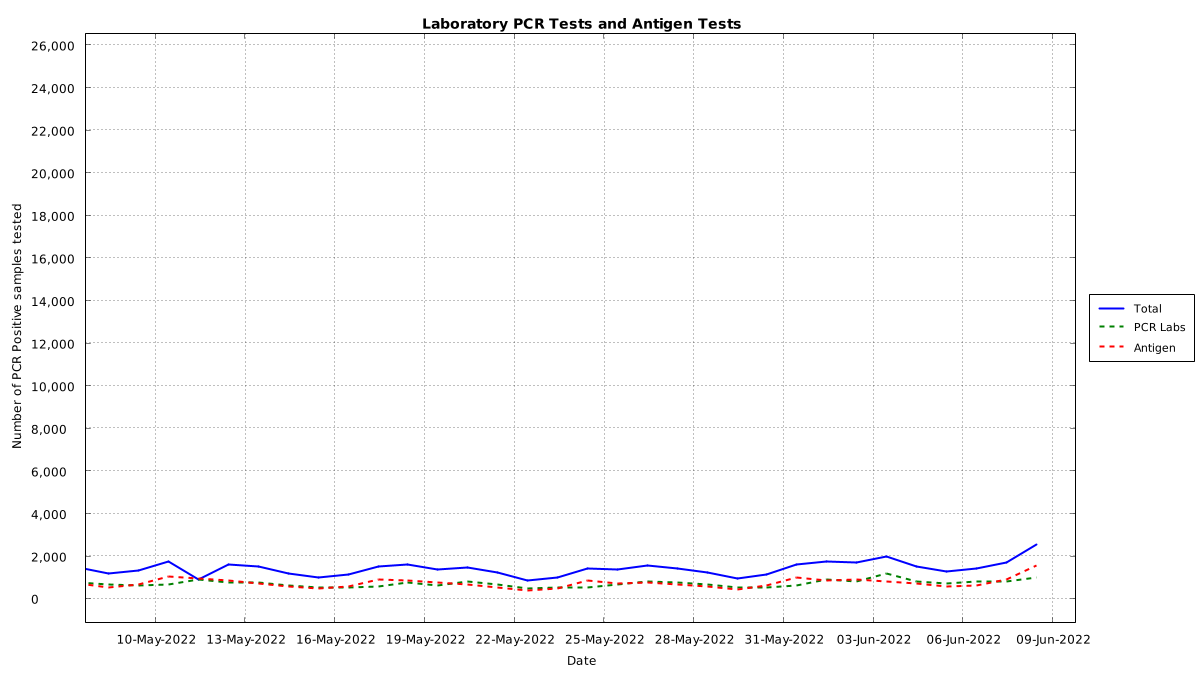 Laboratory PCR Tests and Antigen Tests
Number of PCR Positive samples tested
26,000
24,000
22,000
20,000
18,000
16,000
14,000
12,000
10,000
8,000
6,000
4,000
2,000
0
10-May-2022 13-May-2022 16-May-2022 19-May-2022 22-May-2022 25-May-2022 28-May-2022 31-May-2022 03-Jun-2022 06-Jun-2022 09-Jun-2022
Date
Total
PCR Labs
Antigen